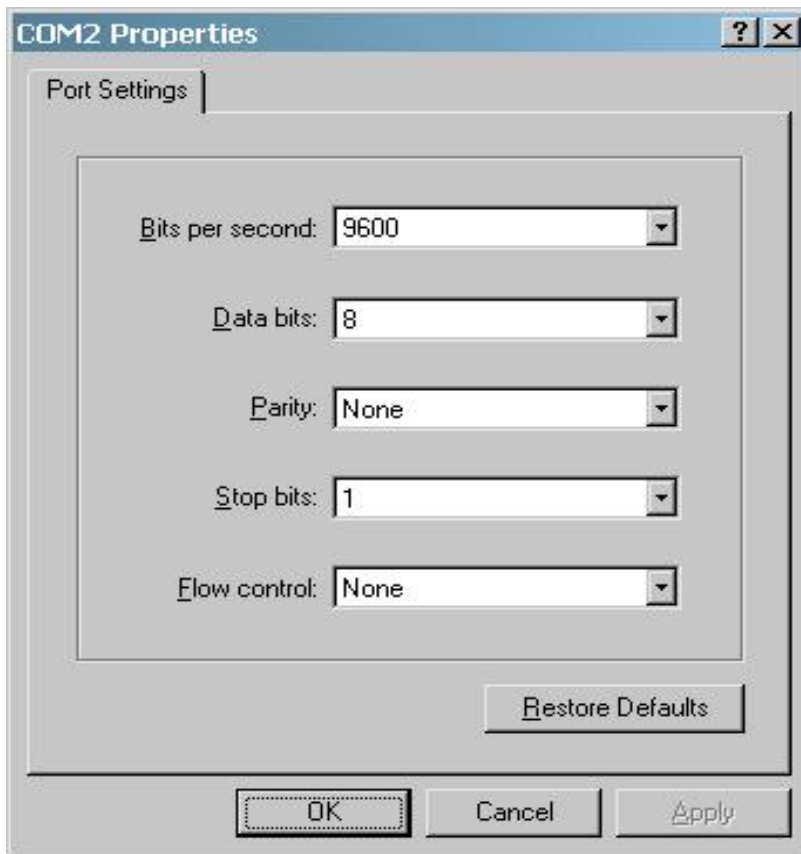 COM2 Properties
Port Settings
Bits per second: 9600
Data bits: 8
Parity: None
Stop bits: 1
Flow control: None
Restore Defaults
OK Cancel Apply